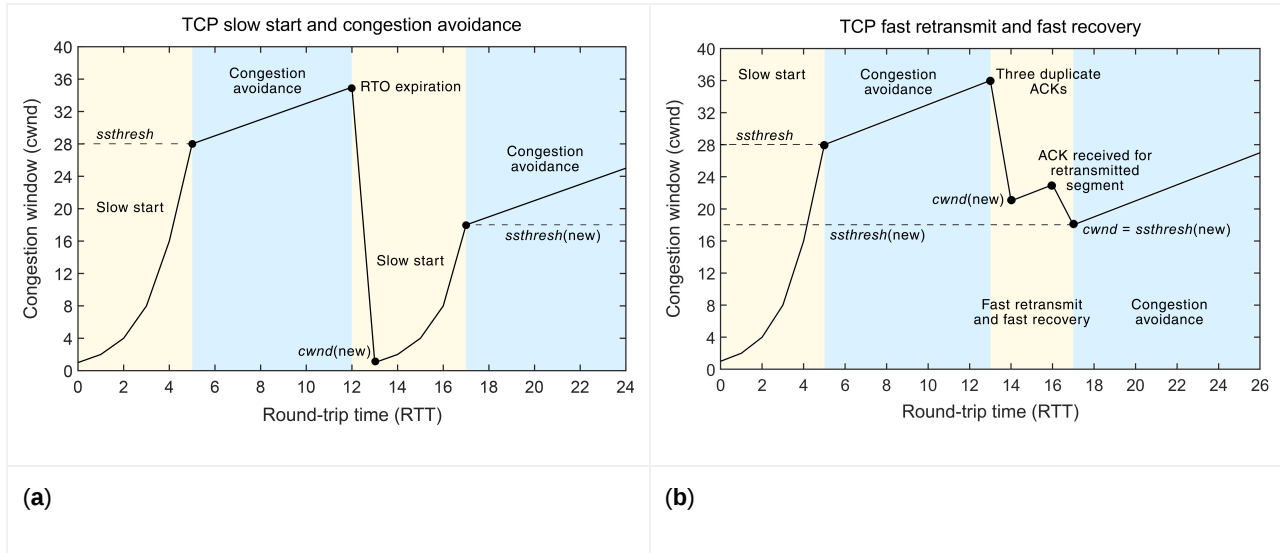 TCP slow start and congestion avoidance
Congestion window (cwnd)
40
36
32
28
24
20
16
12
8
4
0
ssthresh
Slow start
Congestion
avoidance
RTO expiration
cwnd(new)
Slow start
Congestion
avoidance
ssthresh(new)
0 2 4 6 8 10 12 14 16 18 20 22 24
Round-trip time (RTT)
(a)
TCP fast retransmit and fast recovery
Congestion window (cwnd)
40
36
32
28
24
20
16
12
8
4
0
Slow start
ssthresh
Congestion
avoidance
Three duplicate
ACKs
ACK received for
retransmitted
segment
cwnd(new)
ssthresh(new)
cwnd = ssthresh(new)
Fast retransmit
and fast recovery
Congestion
avoidance
0 2 4 6 8 10 12 14 16 18 20 22 24 26
Round-trip time (RTT)
(b)